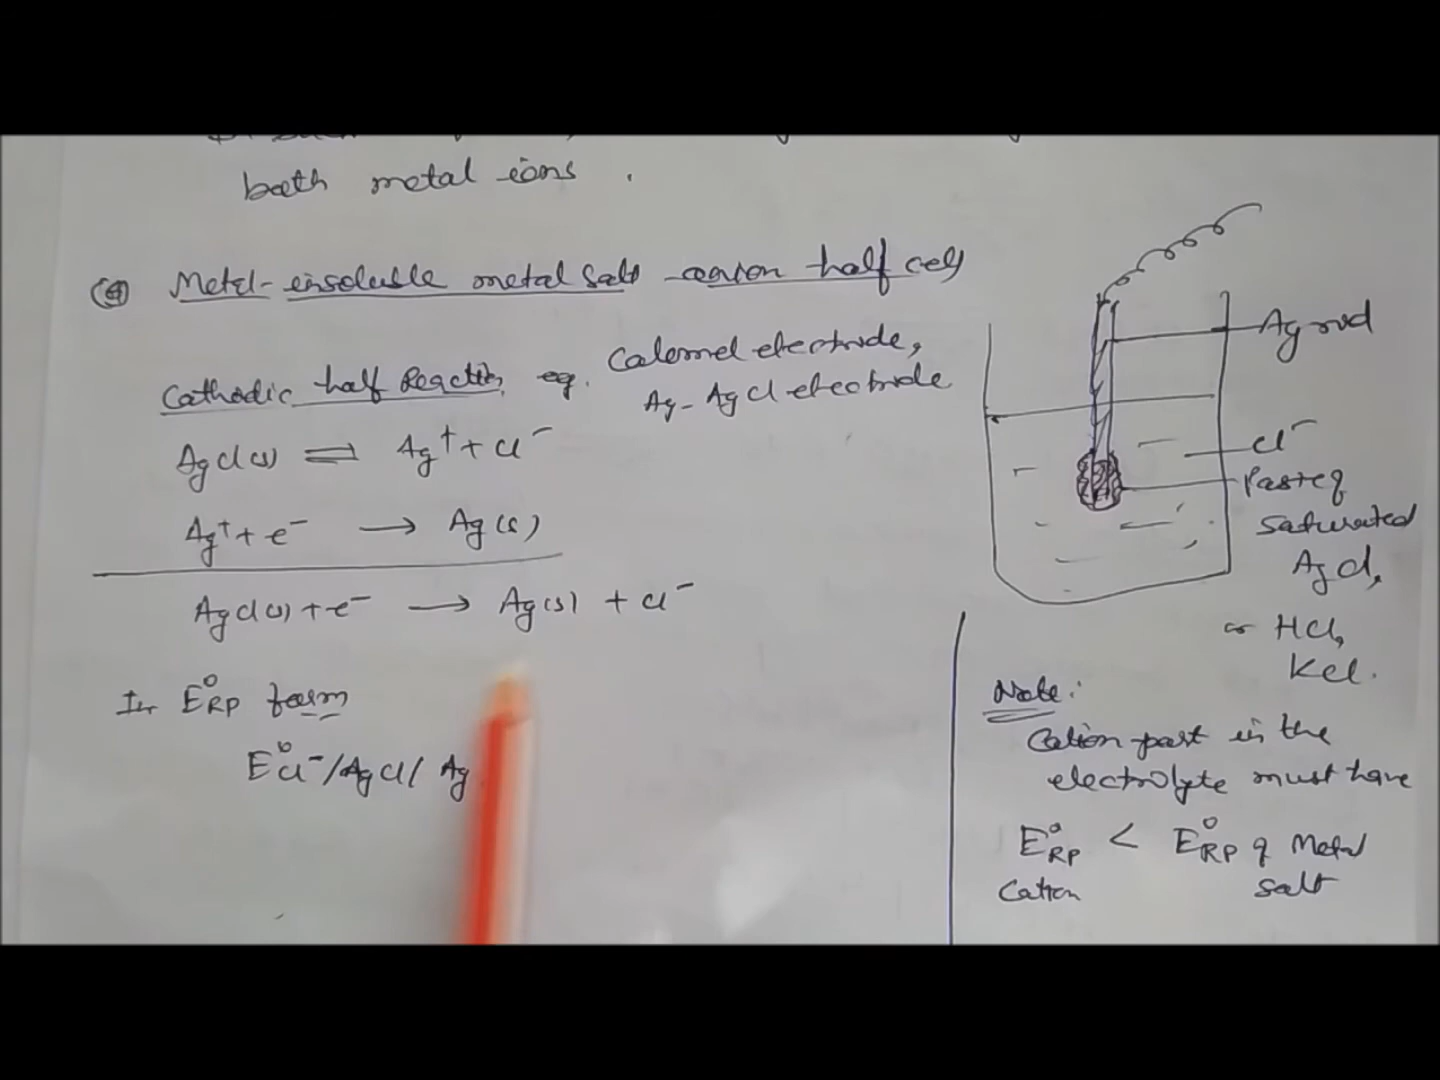 both metal ions .
(4) Metal-insoluble metal salt -anion half cell
Cathodic half Reaction eg. Calomel electrode,
Ag-AgCl electrode
AgCl(s) ⇌ Ag⁺ + Cl⁻
Ag⁺ + e⁻ → Ag(s)
AgCl(s) + e⁻ → Ag(s) + Cl⁻
In E°RP form
E°Cl⁻/AgCl/Ag
Ag rod
Cl⁻
Paste of
Saturated
AgCl,
or HCl,
KCl.
Note:
Cation part in the
electrolyte must have
E°RP < E°RP of Metal
Cation salt